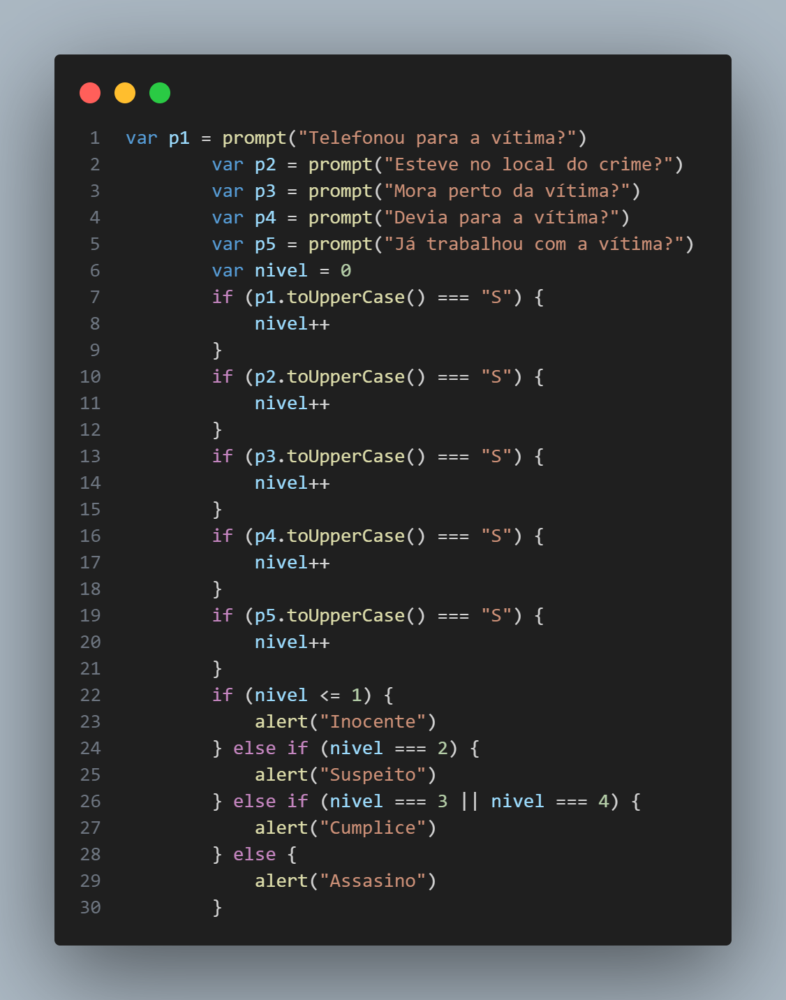 1 var p1 = prompt("Telefonou para a vítima?")
2         var p2 = prompt("Esteve no local do crime?")
3         var p3 = prompt("Mora perto da vítima?")
4         var p4 = prompt("Devia para a vítima?")
5         var p5 = prompt("Já trabalhou com a vítima?")
6         var nivel = 0
7         if (p1.toUpperCase() === "S") {
8             nivel++
9         }
10         if (p2.toUpperCase() === "S") {
11             nivel++
12         }
13         if (p3.toUpperCase() === "S") {
14             nivel++
15         }
16         if (p4.toUpperCase() === "S") {
17             nivel++
18         }
19         if (p5.toUpperCase() === "S") {
20             nivel++
21         }
22         if (nivel <= 1) {
23             alert("Inocente")
24         } else if (nivel === 2) {
25             alert("Suspeito")
26         } else if (nivel === 3 || nivel === 4) {
27             alert("Cumplice")
28         } else {
29             alert("Assasino")
30         }